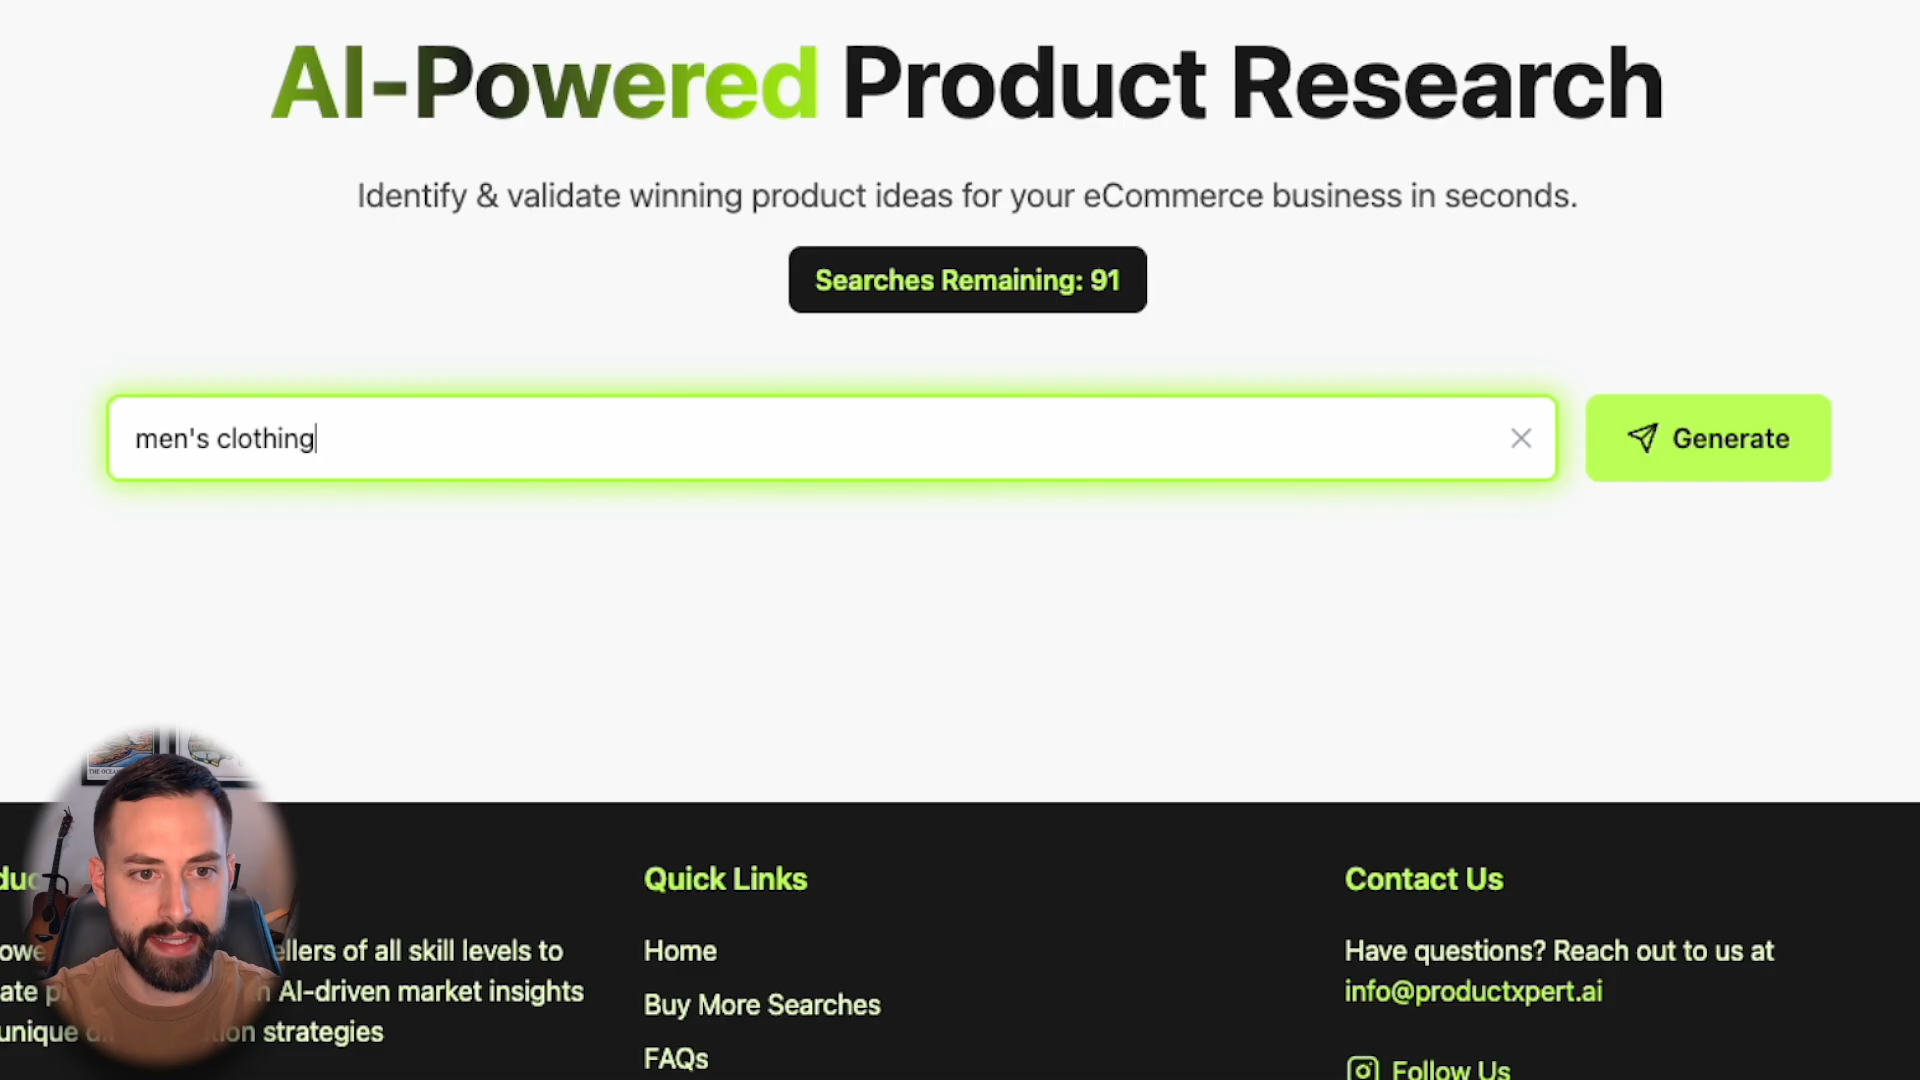 AI-Powered Product Research
Identify & validate winning product ideas for your eCommerce business in seconds.
Searches Remaining: 91
men's clothing
Generate
Quick Links
Contact Us
ellers of all skill levels to
Home
Have questions? Reach out to us at
AI-driven market insights
info@productxpert.ai
Buy More Searches
strategies
FAQs
Follow Us